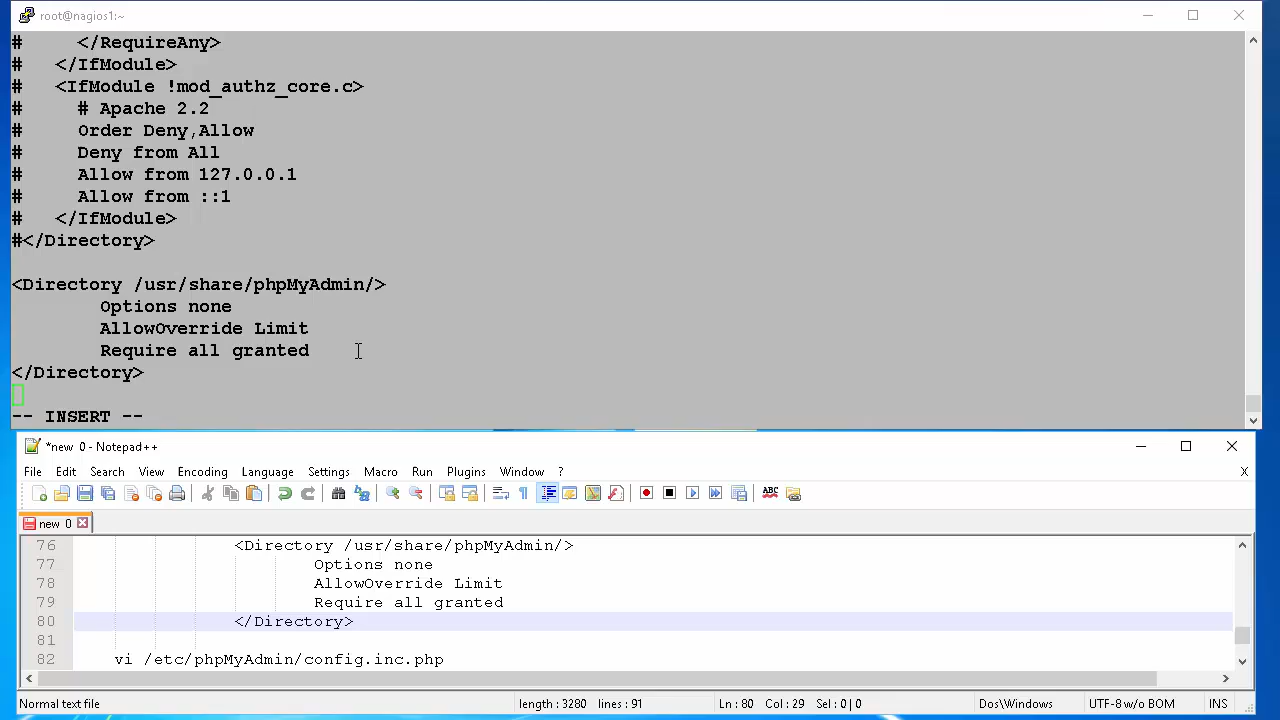 root@nagios1:~
#     </RequireAny>
#   </IfModule>
#   <IfModule !mod_authz_core.c>
#     # Apache 2.2
#     Order Deny,Allow
#     Deny from All
#     Allow from 127.0.0.1
#     Allow from ::1
#   </IfModule>
#</Directory>
<Directory /usr/share/phpMyAdmin/>
        Options none
        AllowOverride Limit
        Require all granted
</Directory>
-- INSERT --
*new 0 - Notepad++
File Edit Search View Encoding Language Settings Macro Run Plugins Window ? X
ABC
new 0
76 <Directory /usr/share/phpMyAdmin/>
77 Options none
78 AllowOverride Limit
79 Require all granted
80 </Directory>
81
82 vi /etc/phpMyAdmin/config.inc.php
Normal text file length : 3280 lines : 91 Ln : 80 Col : 29 Sel : 0 | 0 Dos\Windows UTF-8 w/o BOM INS